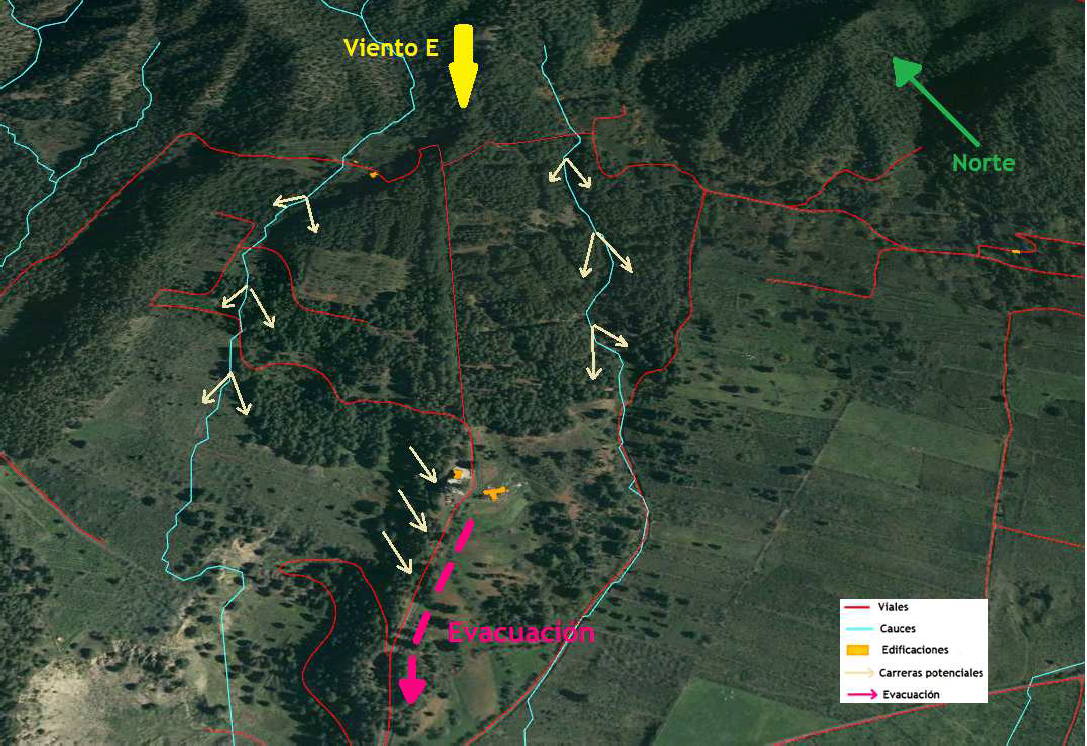 Viento E
Norte
Evacuación
Viales
Cauces
Edificaciones
Carreras potenciales
Evacuación